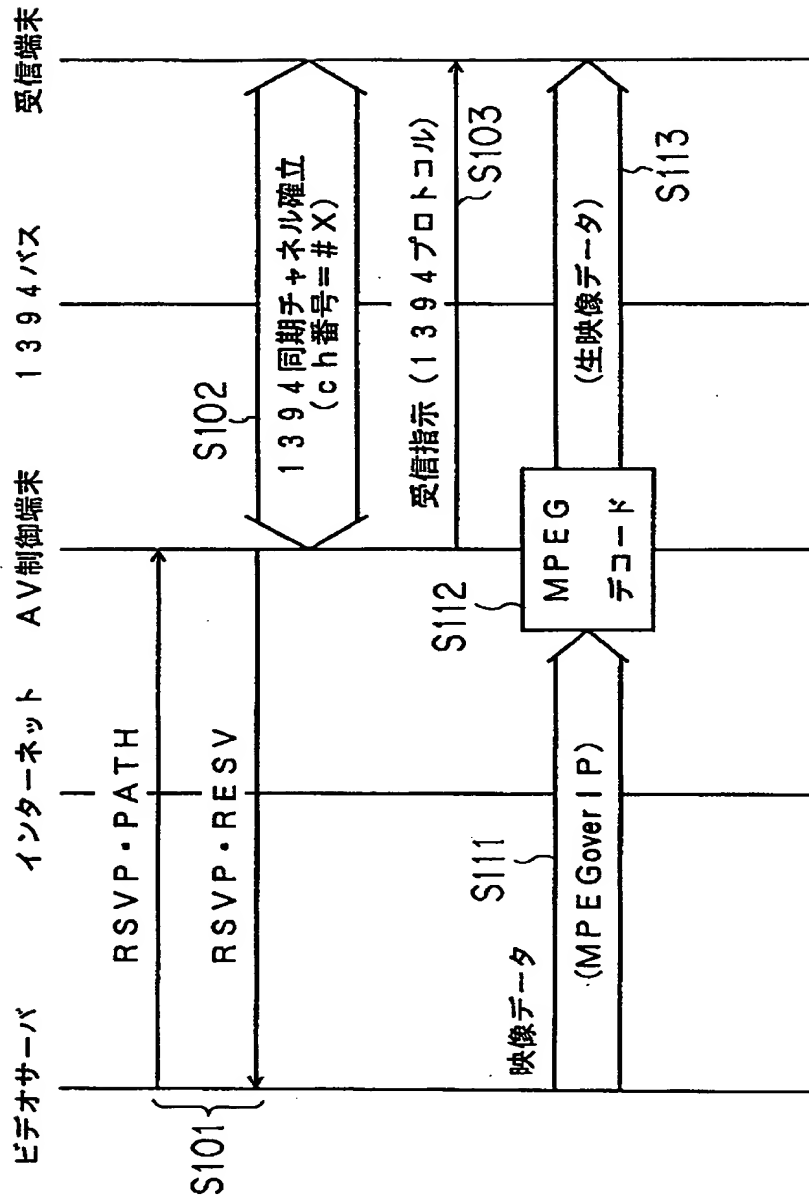 ビデオサーバ
インターネット
AV制御端末
1394バス
受信端末
S101
RSVP・PATH
RSVP・RESV
S102
1394同期チャネル確立
(ch番号=#X)
受信指示(1394プロトコル)
S103
映像データ
S111
(MPEGoverIP)
S112
MPEG
デコード
(生映像データ)
S113